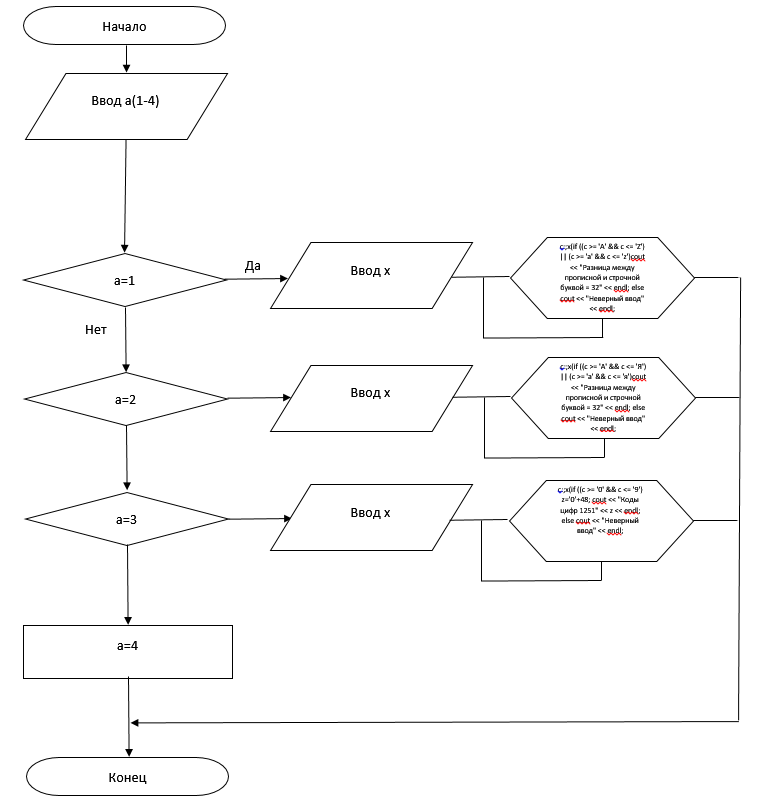 Начало
Ввод a(1-4)
a=1
Да
Ввод x
c:;x(if ((c >= 'A' && c <= 'Z')
|| (c >= 'a' && c <= 'z')cout
<< "Разница между
прописной и строчной
буквой = 32" << endl; else
cout << "Неверный ввод"
<< endl;
Нет
a=2
Ввод x
c:;x(if ((c >= 'А' && c <= 'Я')
|| (c >= 'а' && c <= 'я')cout
<< "Разница между
прописной и строчной
буквой = 32" << endl; else
cout << "Неверный ввод"
<< endl;
a=3
Ввод x
c:;x(if ((c >= '0' && c <= '9')
z='0'+48; cout << "Коды
цифр 1251" << z << endl;
else cout << "Неверный
ввод" << endl;
a=4
Конец